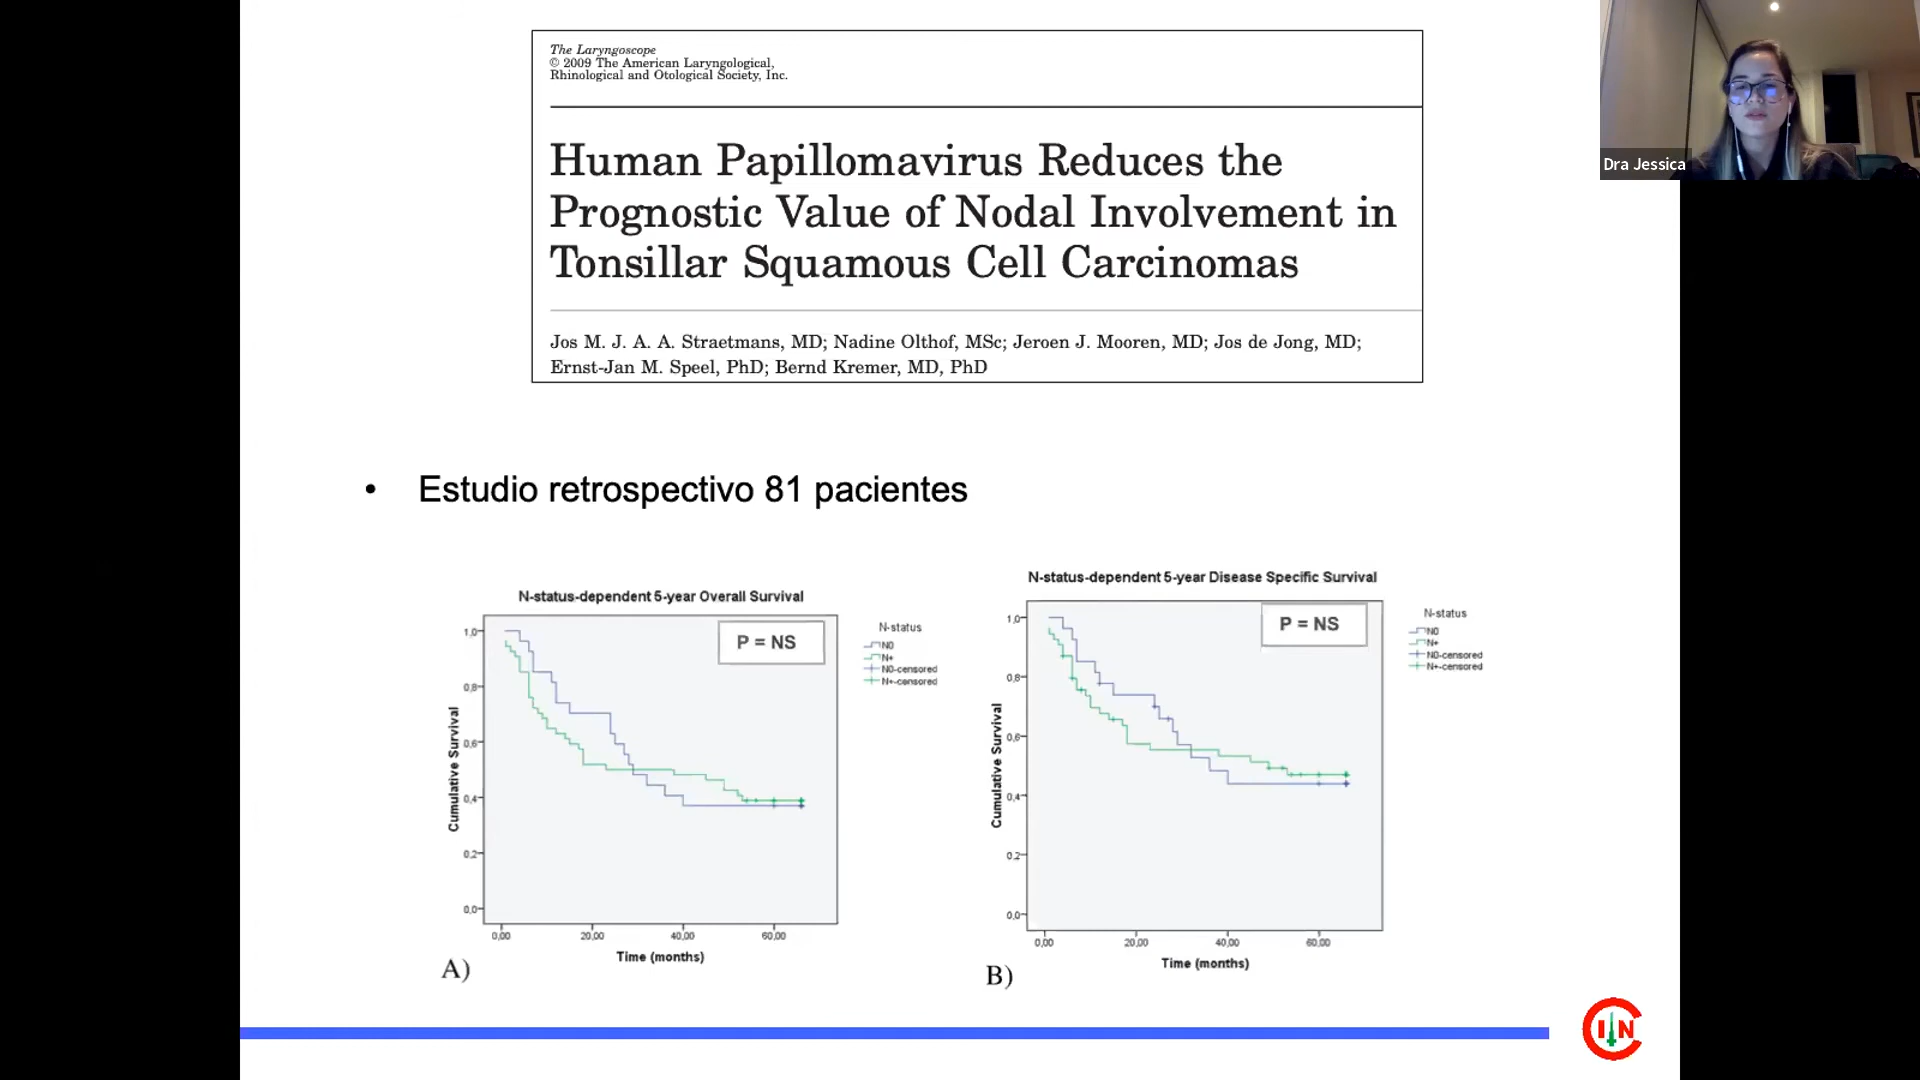 The Laryngoscope
© 2009 The American Laryngological,
Rhinological and Otological Society, Inc.
Human Papillomavirus Reduces the
Prognostic Value of Nodal Involvement in
Tonsillar Squamous Cell Carcinomas
Jos M. J. A. A. Straetmans, MD; Nadine Olthof, MSc; Jeroen J. Mooren, MD; Jos de Jong, MD;
Ernst-Jan M. Speel, PhD; Bernd Kremer, MD, PhD
Dra Jessica
• Estudio retrospectivo 81 pacientes
N-status-dependent 5-year Overall Survival
P = NS
N-status
N0
N+
N0-censored
N+-censored
Cumulative Survival
1,0
0,8
0,6
0,4
0,2
0,0
0,00 20,00 40,00 60,00
Time (months)
A)
N-status-dependent 5-year Disease Specific Survival
P = NS
N-status
N0
N+
N0-censored
N+-censored
Cumulative Survival
1,0
0,8
0,6
0,4
0,2
0,0
0,00 20,00 40,00 60,00
Time (months)
B)
C I N